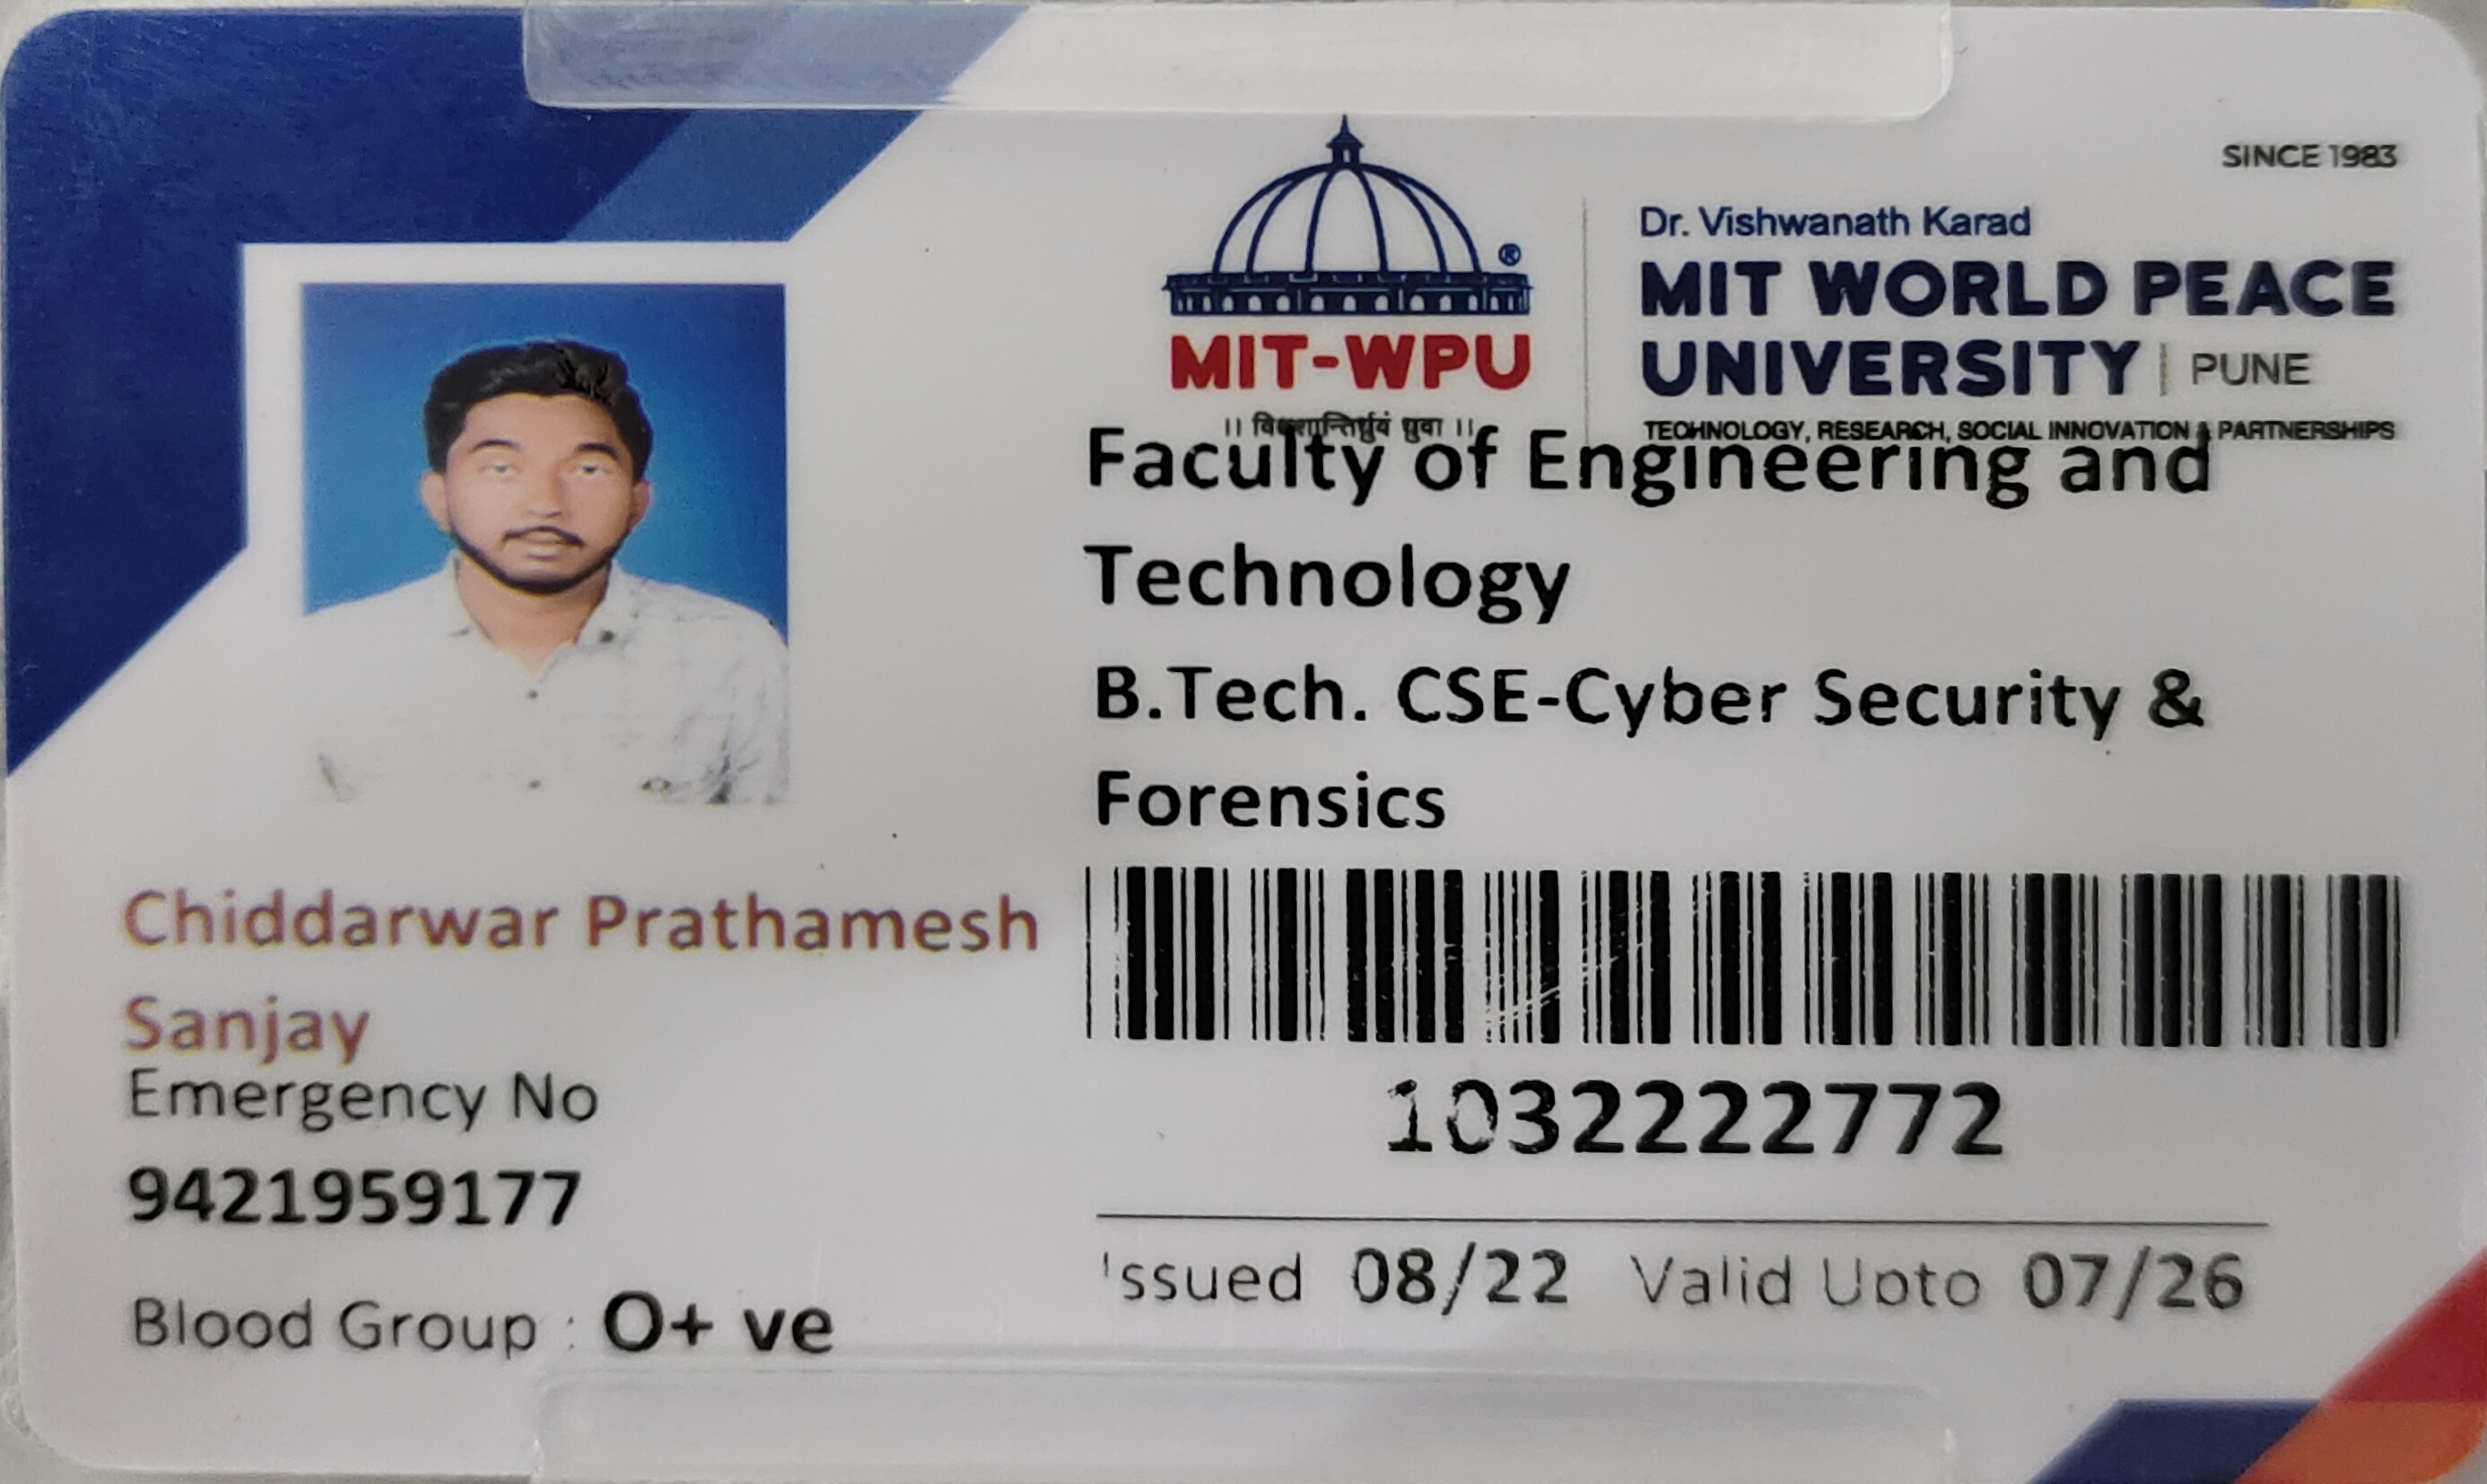 SINCE 1983
Dr. Vishwanath Karad
MIT WORLD PEACE
UNIVERSITY | PUNE
TECHNOLOGY, RESEARCH, SOCIAL INNOVATION & PARTNERSHIPS
MIT-WPU
®
Faculty of Engineering and
Technology
B.Tech. CSE-Cyber Security &
Forensics
1032222772
Issued 08/22 Valid Upto 07/26
Chiddarwar Prathamesh
Sanjay
Emergency No
9421959177
Blood Group : O+ ve